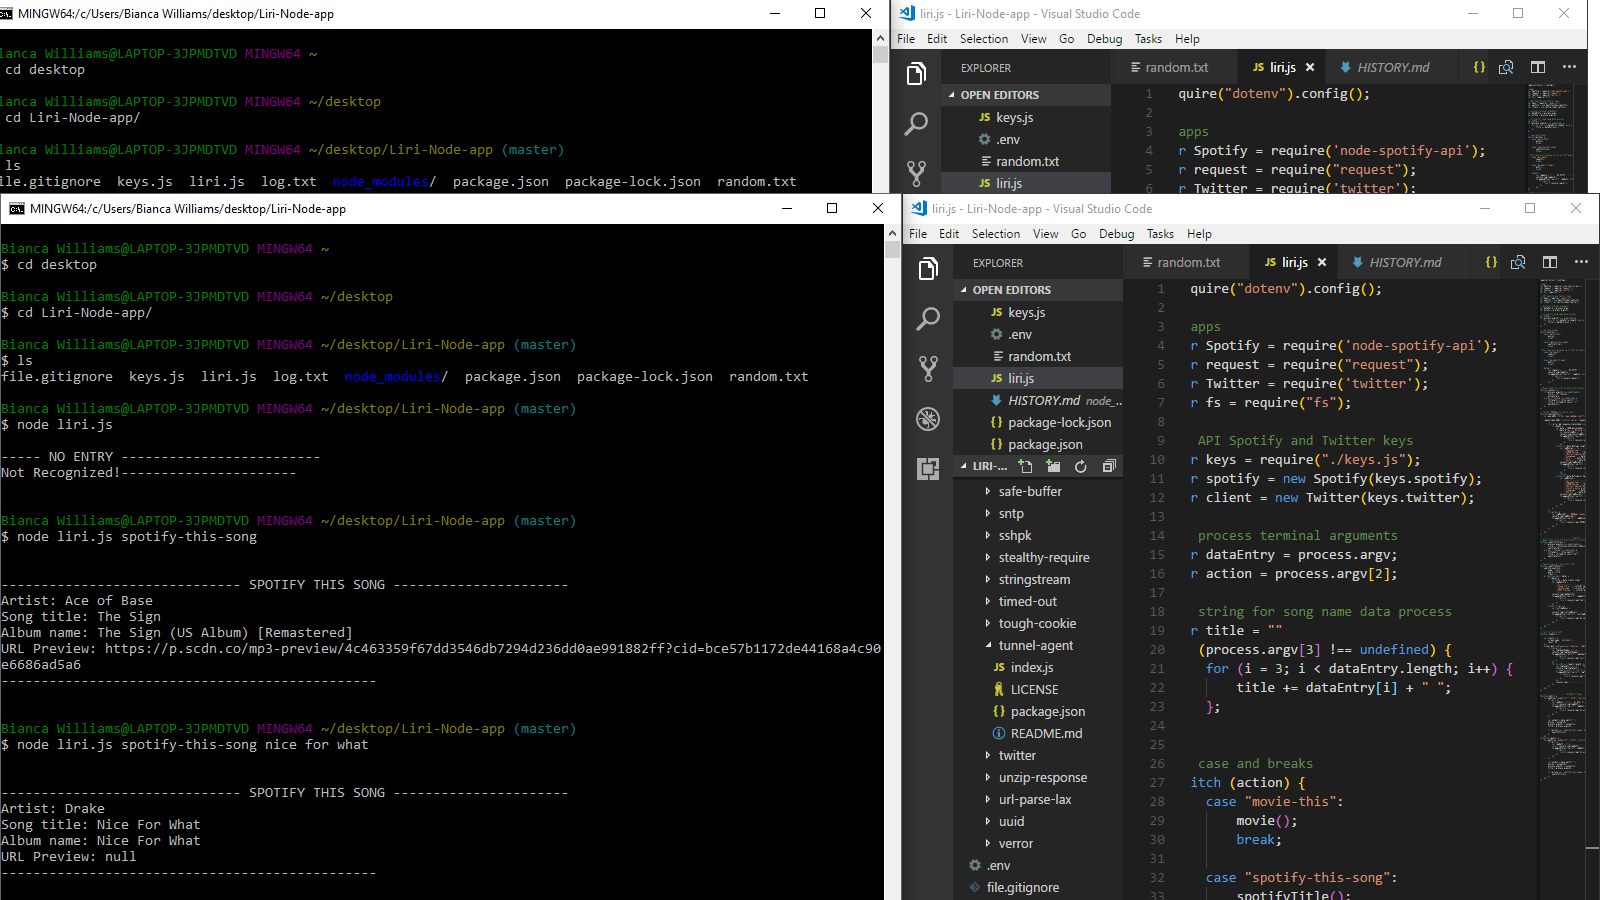 MINGW64:/c/Users/Bianca Williams/desktop/Liri-Node-app
ianca Williams@LAPTOP-3JPMDTVD MINGW64 ~
cd desktop
ianca Williams@LAPTOP-3JPMDTVD MINGW64 ~/desktop
cd Liri-Node-app/
ianca Williams@LAPTOP-3JPMDTVD MINGW64 ~/desktop/Liri-Node-app (master)
ls
ile.gitignore keys.js liri.js log.txt node_modules/ package.json package-lock.json random.txt
liri.js - Liri-Node-app - Visual Studio Code
File Edit Selection View Go Debug Tasks Help
EXPLORER
random.txt liri.js HISTORY.md {}
OPEN EDITORS
JS keys.js
.env
random.txt
JS liri.js
1 quire("dotenv").config();
2
3 apps
4 r Spotify = require('node-spotify-api');
5 r request = require("request");
6 r Twitter = require('twitter');
MINGW64:/c/Users/Bianca Williams/desktop/Liri-Node-app
Bianca Williams@LAPTOP-3JPMDTVD MINGW64 ~
$ cd desktop
Bianca Williams@LAPTOP-3JPMDTVD MINGW64 ~/desktop
$ cd Liri-Node-app/
Bianca Williams@LAPTOP-3JPMDTVD MINGW64 ~/desktop/Liri-Node-app (master)
$ ls
file.gitignore keys.js liri.js log.txt node_modules/ package.json package-lock.json random.txt
Bianca Williams@LAPTOP-3JPMDTVD MINGW64 ~/desktop/Liri-Node-app (master)
$ node liri.js
----- NO ENTRY -------------------------
Not Recognized!----------------------
Bianca Williams@LAPTOP-3JPMDTVD MINGW64 ~/desktop/Liri-Node-app (master)
$ node liri.js spotify-this-song
------------------------------ SPOTIFY THIS SONG ----------------------
Artist: Ace of Base
Song title: The Sign
Album name: The Sign (US Album) [Remastered]
URL Preview: https://p.scdn.co/mp3-preview/4c463359f67dd3546db7294d236dd0ae991882ff?cid=bce57b1172de44168a4c90
e6686ad5a6
-----------------------------------------------
Bianca Williams@LAPTOP-3JPMDTVD MINGW64 ~/desktop/Liri-Node-app (master)
$ node liri.js spotify-this-song nice for what
------------------------------ SPOTIFY THIS SONG ----------------------
Artist: Drake
Song title: Nice For What
Album name: Nice For What
URL Preview: null
-----------------------------------------------
liri.js - Liri-Node-app - Visual Studio Code
File Edit Selection View Go Debug Tasks Help
EXPLORER
random.txt JS liri.js HISTORY.md {}
OPEN EDITORS
JS keys.js
.env
random.txt
JS liri.js
HISTORY.md node_...
{} package-lock.json
{} package.json
LIRI-...
safe-buffer
sntp
sshpk
stealthy-require
stringstream
timed-out
tough-cookie
tunnel-agent
JS index.js
LICENSE
{} package.json
README.md
twitter
unzip-response
url-parse-lax
uuid
verror
.env
file.gitignore
1 quire("dotenv").config();
2
3 apps
4 r Spotify = require('node-spotify-api');
5 r request = require("request");
6 r Twitter = require('twitter');
7 r fs = require("fs");
8
9 API Spotify and Twitter keys
10 r keys = require("./keys.js");
11 r spotify = new Spotify(keys.spotify);
12 r client = new Twitter(keys.twitter);
13
14 process terminal arguments
15 r dataEntry = process.argv;
16 r action = process.argv[2];
17
18 string for song name data process
19 r title = ""
20 (process.argv[3] !== undefined) {
21 for (i = 3; i < dataEntry.length; i++) {
22 title += dataEntry[i] + " ";
23 };
24
25
26 case and breaks
27 itch (action) {
28 case "movie-this":
29 movie();
30 break;
31
32 case "spotify-this-song":
33 spotifyTitle();